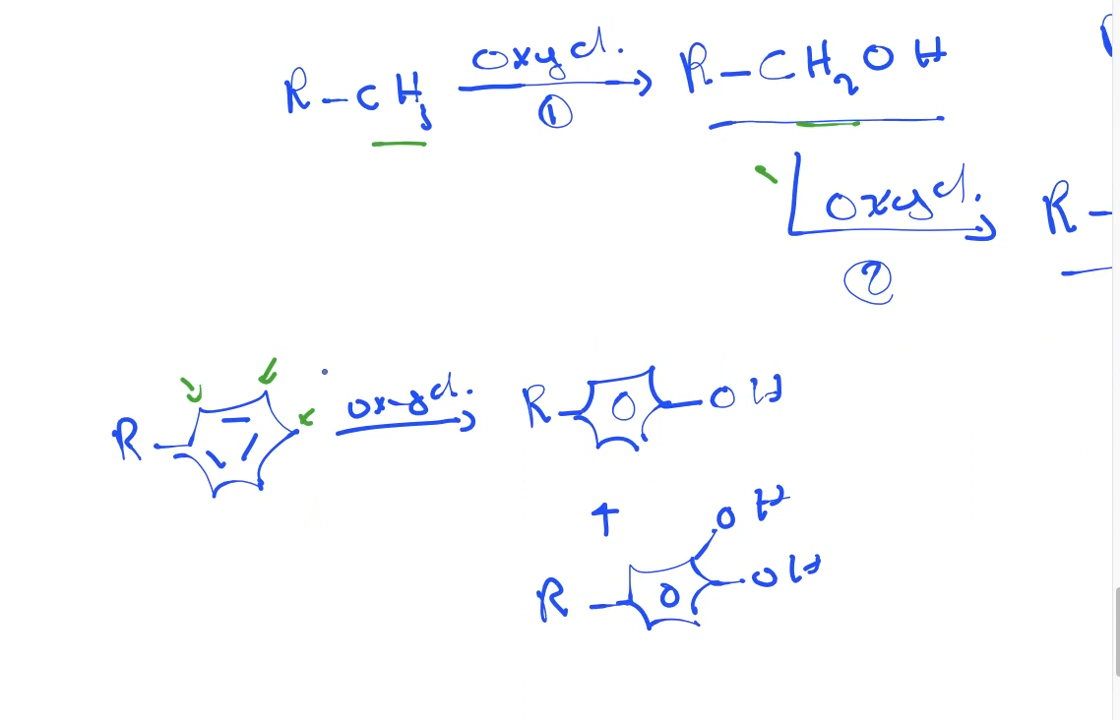 R-CH3 oxyd. ① R-CH2OH
oxyd. ② R-
R oxyd. R OH
+
R OH OH